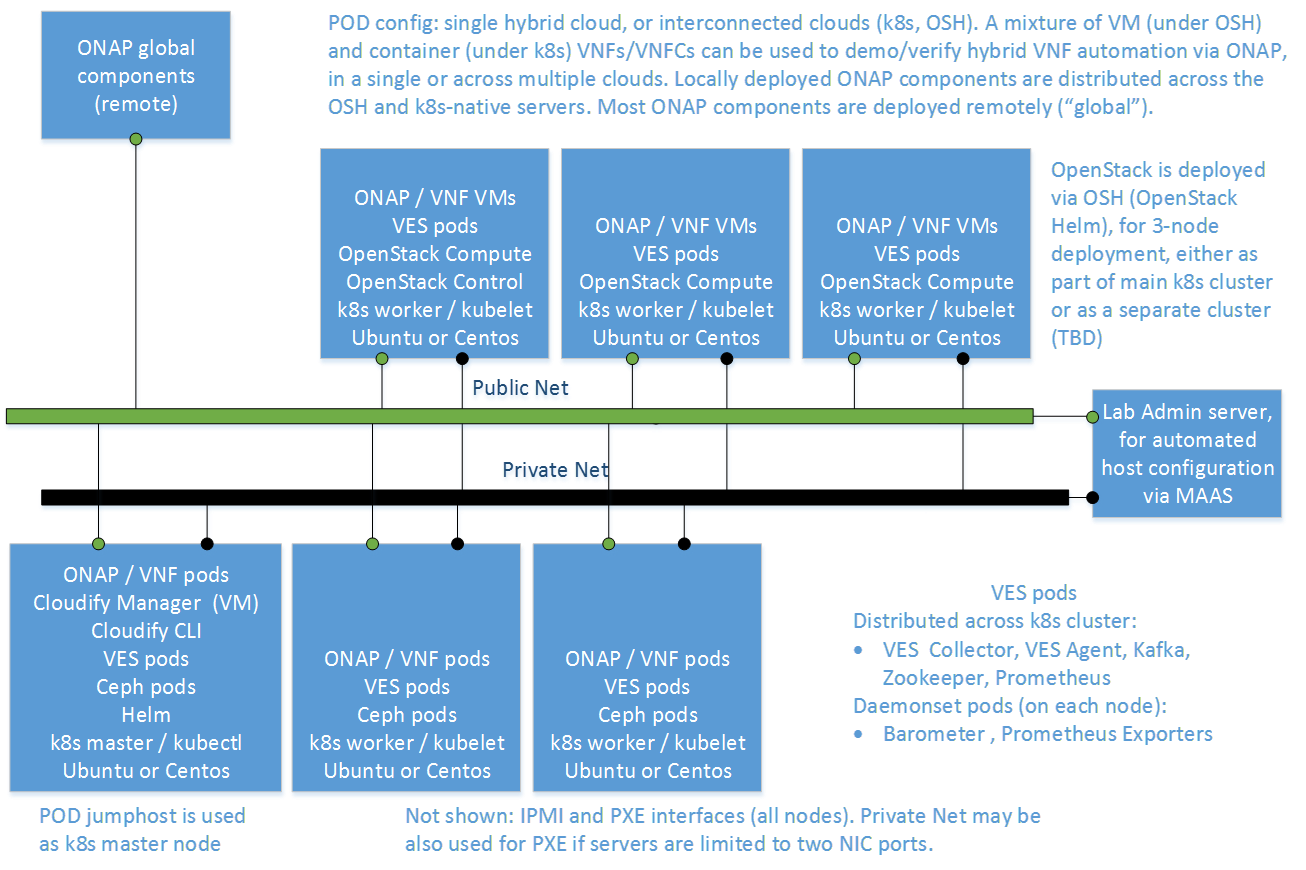 ONAP global
components
(remote)
POD config: single hybrid cloud, or interconnected clouds (k8s, OSH). A mixture of VM (under OSH)
and container (under k8s) VNFs/VNFCs can be used to demo/verify hybrid VNF automation via ONAP,
in a single or across multiple clouds. Locally deployed ONAP components are distributed across the
OSH and k8s-native servers. Most ONAP components are deployed remotely (“global”).
ONAP / VNF VMs
VES pods
OpenStack Compute
OpenStack Control
k8s worker / kubelet
Ubuntu or Centos
ONAP / VNF VMs
VES pods
OpenStack Compute
k8s worker / kubelet
Ubuntu or Centos
ONAP / VNF VMs
VES pods
OpenStack Compute
k8s worker / kubelet
Ubuntu or Centos
OpenStack is deployed
via OSH (OpenStack
Helm), for 3-node
deployment, either as
part of main k8s cluster
or as a separate cluster
(TBD)
Public Net
Lab Admin server,
for automated
host configuration
via MAAS
Private Net
ONAP / VNF pods
Cloudify Manager (VM)
Cloudify CLI
VES pods
Ceph pods
Helm
k8s master / kubectl
Ubuntu or Centos
ONAP / VNF pods
VES pods
Ceph pods
k8s worker / kubelet
Ubuntu or Centos
ONAP / VNF pods
VES pods
Ceph pods
k8s worker / kubelet
Ubuntu or Centos
VES pods
Distributed across k8s cluster:
• VES Collector, VES Agent, Kafka,
Zookeeper, Prometheus
Daemonset pods (on each node):
• Barometer , Prometheus Exporters
POD jumphost is used
as k8s master node
Not shown: IPMI and PXE interfaces (all nodes). Private Net may be
also used for PXE if servers are limited to two NIC ports.